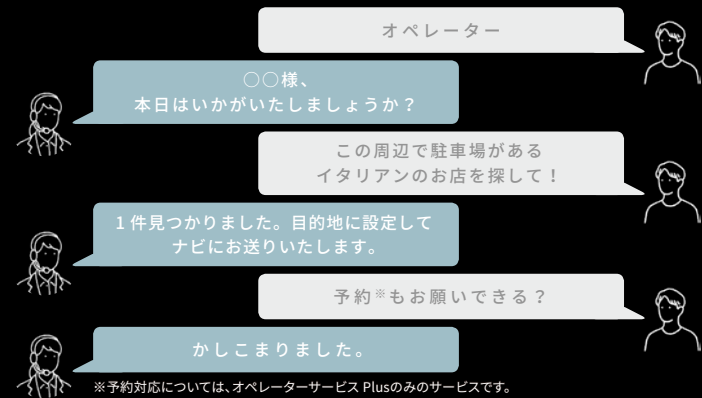 オペレーター
○○様、
本日はいかがいたしましょうか？
この周辺で駐車場がある
イタリアンのお店を探して！
1件見つかりました。目的地に設定して
ナビにお送りいたします。
予約※もお願いできる？
かしこまりました。
※予約対応については、オペレーターサービス Plusのみのサービスです。